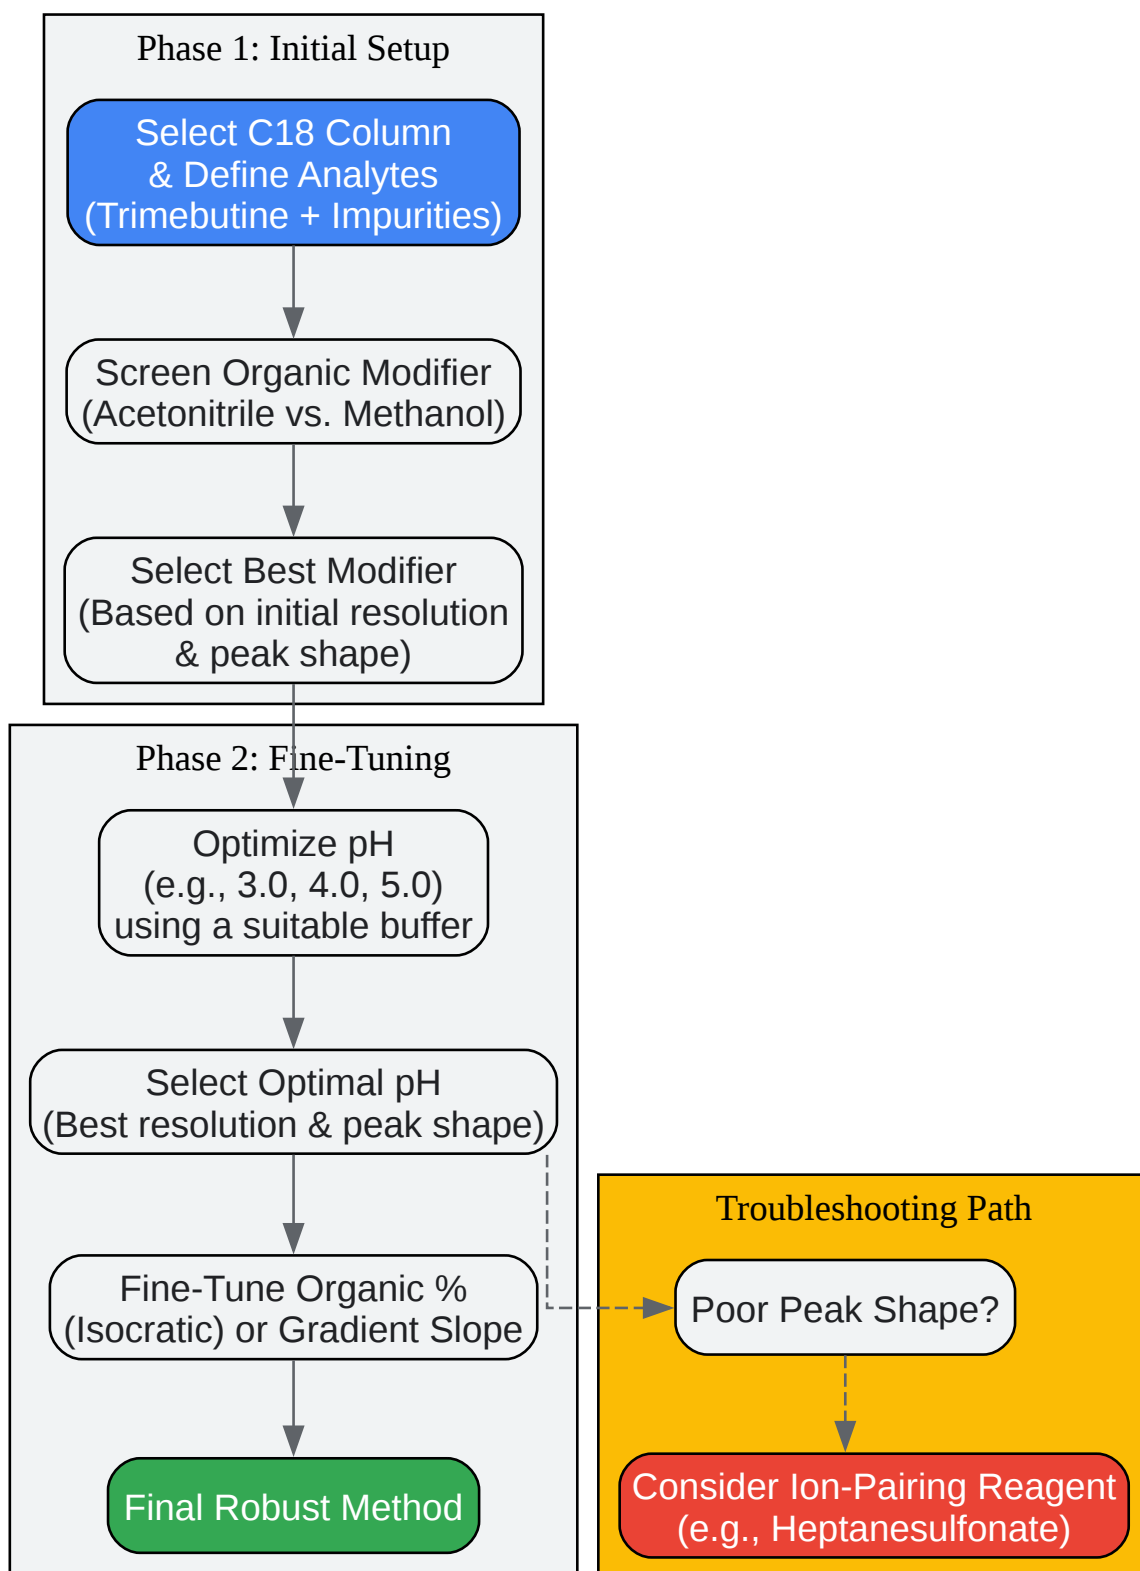 Phase 1: Initial Setup
Select C18 Column
& Define Analytes
(Trimebutine + Impurities)
Screen Organic Modifier
(Acetonitrile vs. Methanol)
Select Best Modifier
(Based on initial resolution
& peak shape)
Phase 2: Fine-Tuning
Optimize pH
(e.g., 3.0, 4.0, 5.0)
using a suitable buffer
Select Optimal pH
(Best resolution & peak shape)
Fine-Tune Organic %
(Isocratic) or Gradient Slope
Final Robust Method
Troubleshooting Path
Poor Peak Shape?
Consider Ion-Pairing Reagent
(e.g., Heptanesulfonate)